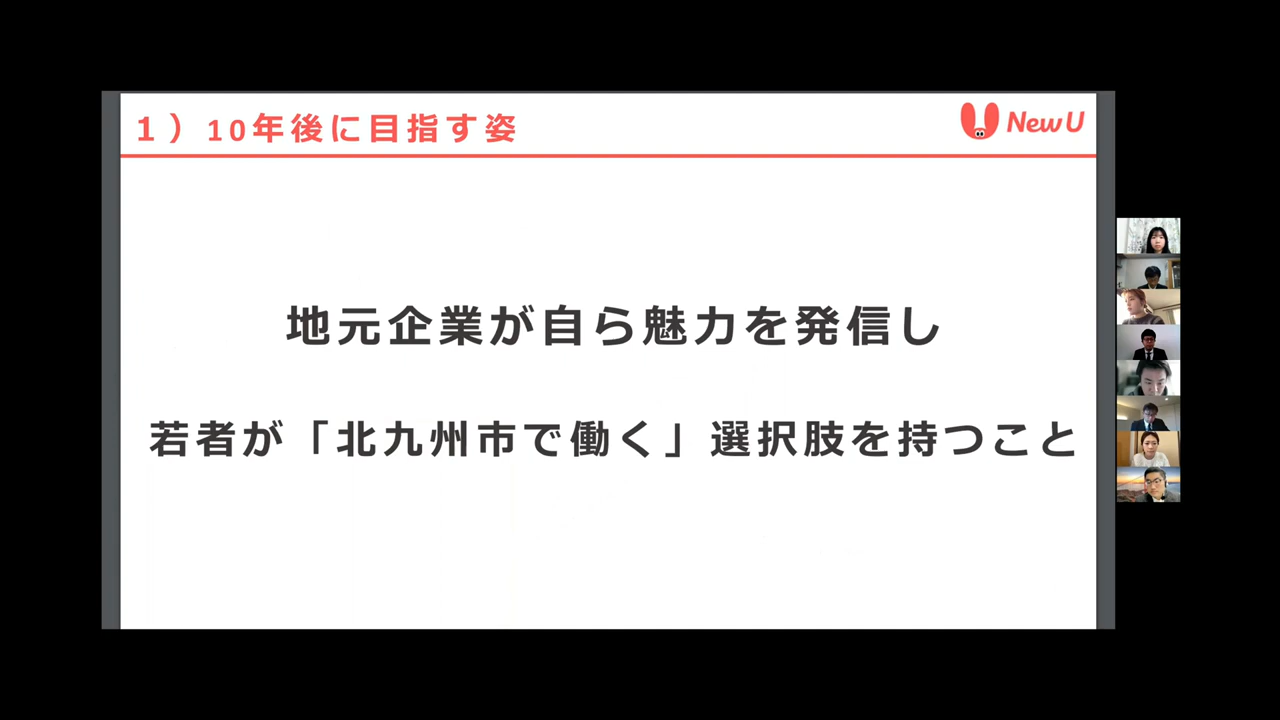 １）10年後に目指す姿
New U
地元企業が自ら魅力を発信し
若者が「北九州市で働く」選択肢を持つこと